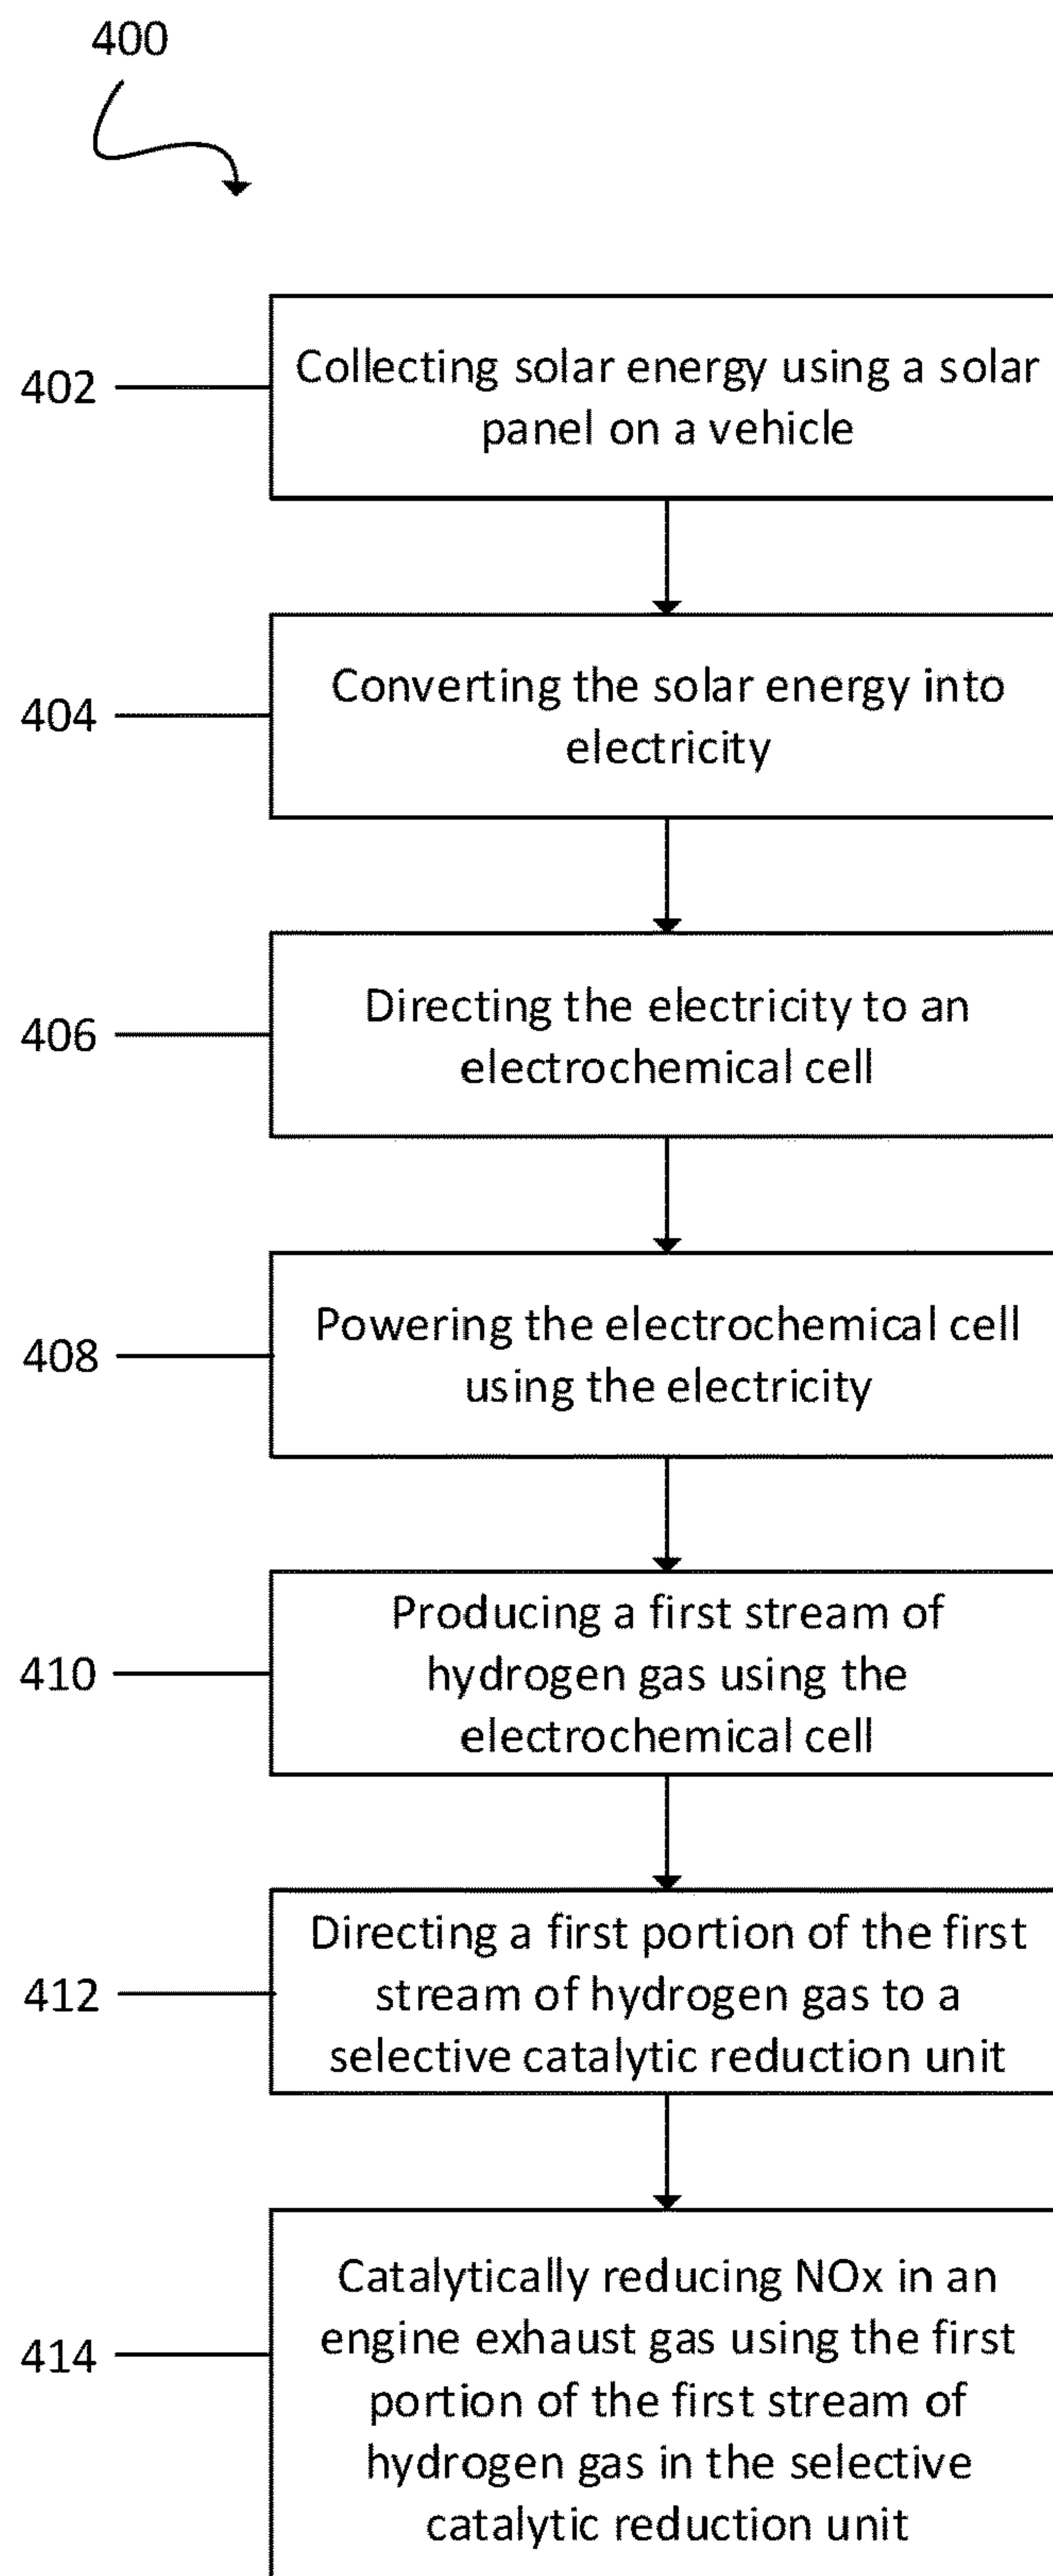 400
402
Collecting solar energy using a solar
panel on a vehicle
404
Converting the solar energy into
electricity
406
Directing the electricity to an
electrochemical cell
408
Powering the electrochemical cell
using the electricity
410
Producing a first stream of
hydrogen gas using the
electrochemical cell
412
Directing a first portion of the first
stream of hydrogen gas to a
selective catalytic reduction unit
414
Catalytically reducing NOx in an
engine exhaust gas using the first
portion of the first stream of
hydrogen gas in the selective
catalytic reduction unit